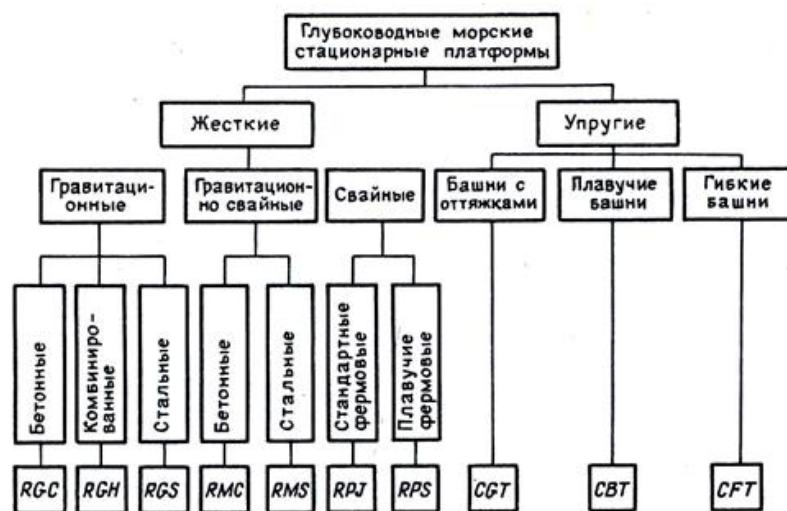 Глубоководные морские
стационарные платформы
Жесткие
Упругие
Гравитаци-
онные
Гравитацион-
но свайные
Свайные
Башни с
оттяжками
Плавучие
башни
Гибкие
башни
Бетонные
Комбиниро-
ванные
Стальные
Бетонные
Стальные
Стандартные
фермовые
Плавучие
фермовые
RGC
RGH
RGS
RMC
RMS
RPJ
RPS
CGT
CBT
CFT